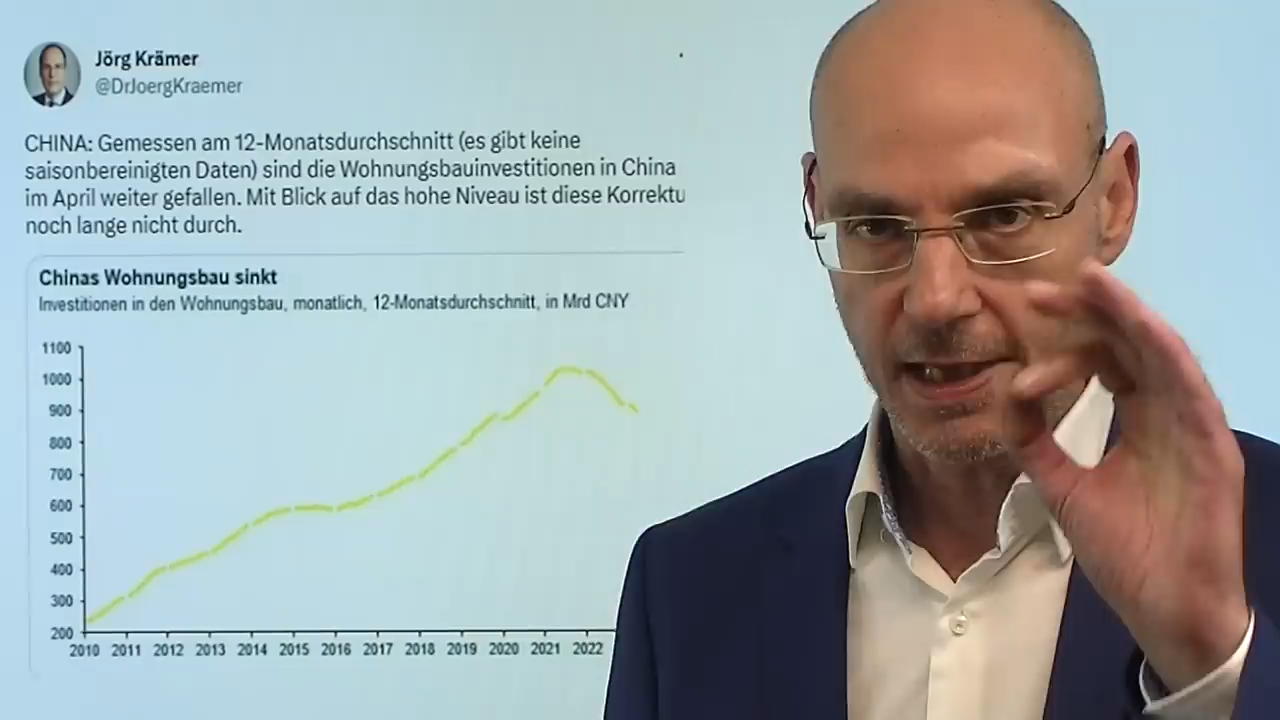 Jörg Krämer
@DrJoergKraemer
CHINA: Gemessen am 12-Monatsdurchschnitt (es gibt keine
saisonbereinigten Daten) sind die Wohnungsbauinvestitionen in China
im April weiter gefallen. Mit Blick auf das hohe Niveau ist diese Korrektu
noch lange nicht durch.
Chinas Wohnungsbau sinkt
Investitionen in den Wohnungsbau, monatlich, 12-Monatsdurchschnitt, in Mrd CNY
1100
1000
900
800
700
600
500
400
300
200
2010 2011 2012 2013 2014 2015 2016 2017 2018 2019 2020 2021 2022